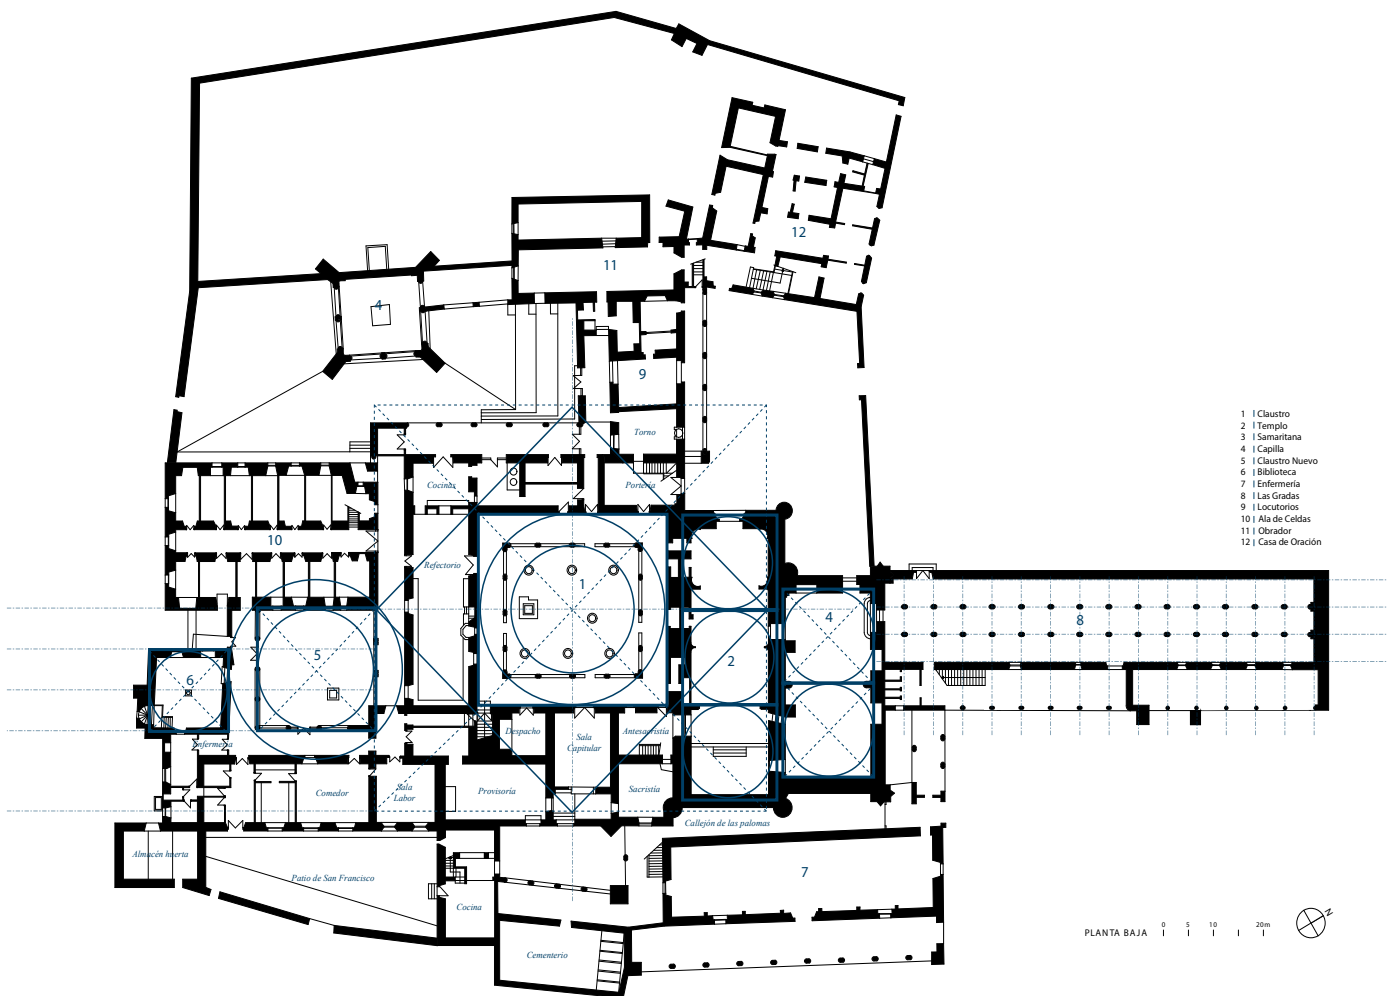 12
11
4
9
Torno
Cocinas
Portería
10
Refectorio
1
5
6
2
4
8
1 | Claustro
2 | Templo
3 | Samaritana
4 | Capilla
5 | Claustro Nuevo
6 | Biblioteca
7 | Enfermería
8 | Las Gradas
9 | Locutorios
10 | Ala de Celdas
11 | Obrador
12 | Casa de Oración
Enfermería
Despacho
Sala
Capitular
Antesacristía
Comedor
Sala
Labor
Provisoría
Sacristía
Callejón de las palomas
Almacén huerta
Patio de San Francisco
Cocina
7
Cementerio
PLANTA BAJA 0 5 10 20m
N